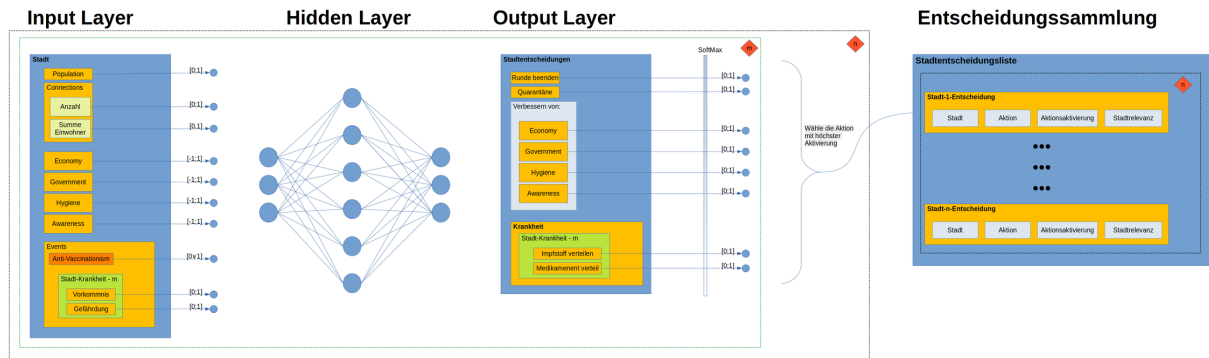 Input Layer
Hidden Layer
Output Layer
Entscheidungssammlung
Stadt
Population
[0;1]
Connections
Anzahl
[0;1]
Summe
Einwohner
[0;1]
Economy
[-1;1]
Government
[-1;1]
Hygiene
[-1;1]
Awareness
[-1;1]
Events
Anti-Vaccinationism
[0v1]
Stadt-Krankheit - m
Vorkommnis
[0;1]
Gefährdung
[0;1]
Stadtentscheidungen
SoftMax
m
n
Runde beenden
[0;1]
Quarantäne
[0;1]
Verbessern von:
Economy
[0;1]
Government
[0;1]
Hygiene
[0;1]
Awareness
[0;1]
Krankheit
Stadt-Krankheit - m
Impfstoff verteilen
[0;1]
Medikamenent verteil
[0;1]
Wähle die Aktion
mit höchster
Aktivierung
Stadtentscheidungsliste
n
Stadt-1-Entscheidung
Stadt
Aktion
Aktionsaktivierung
Stadtrelevanz
Stadt-n-Entscheidung
Stadt
Aktion
Aktionsaktivierung
Stadtrelevanz